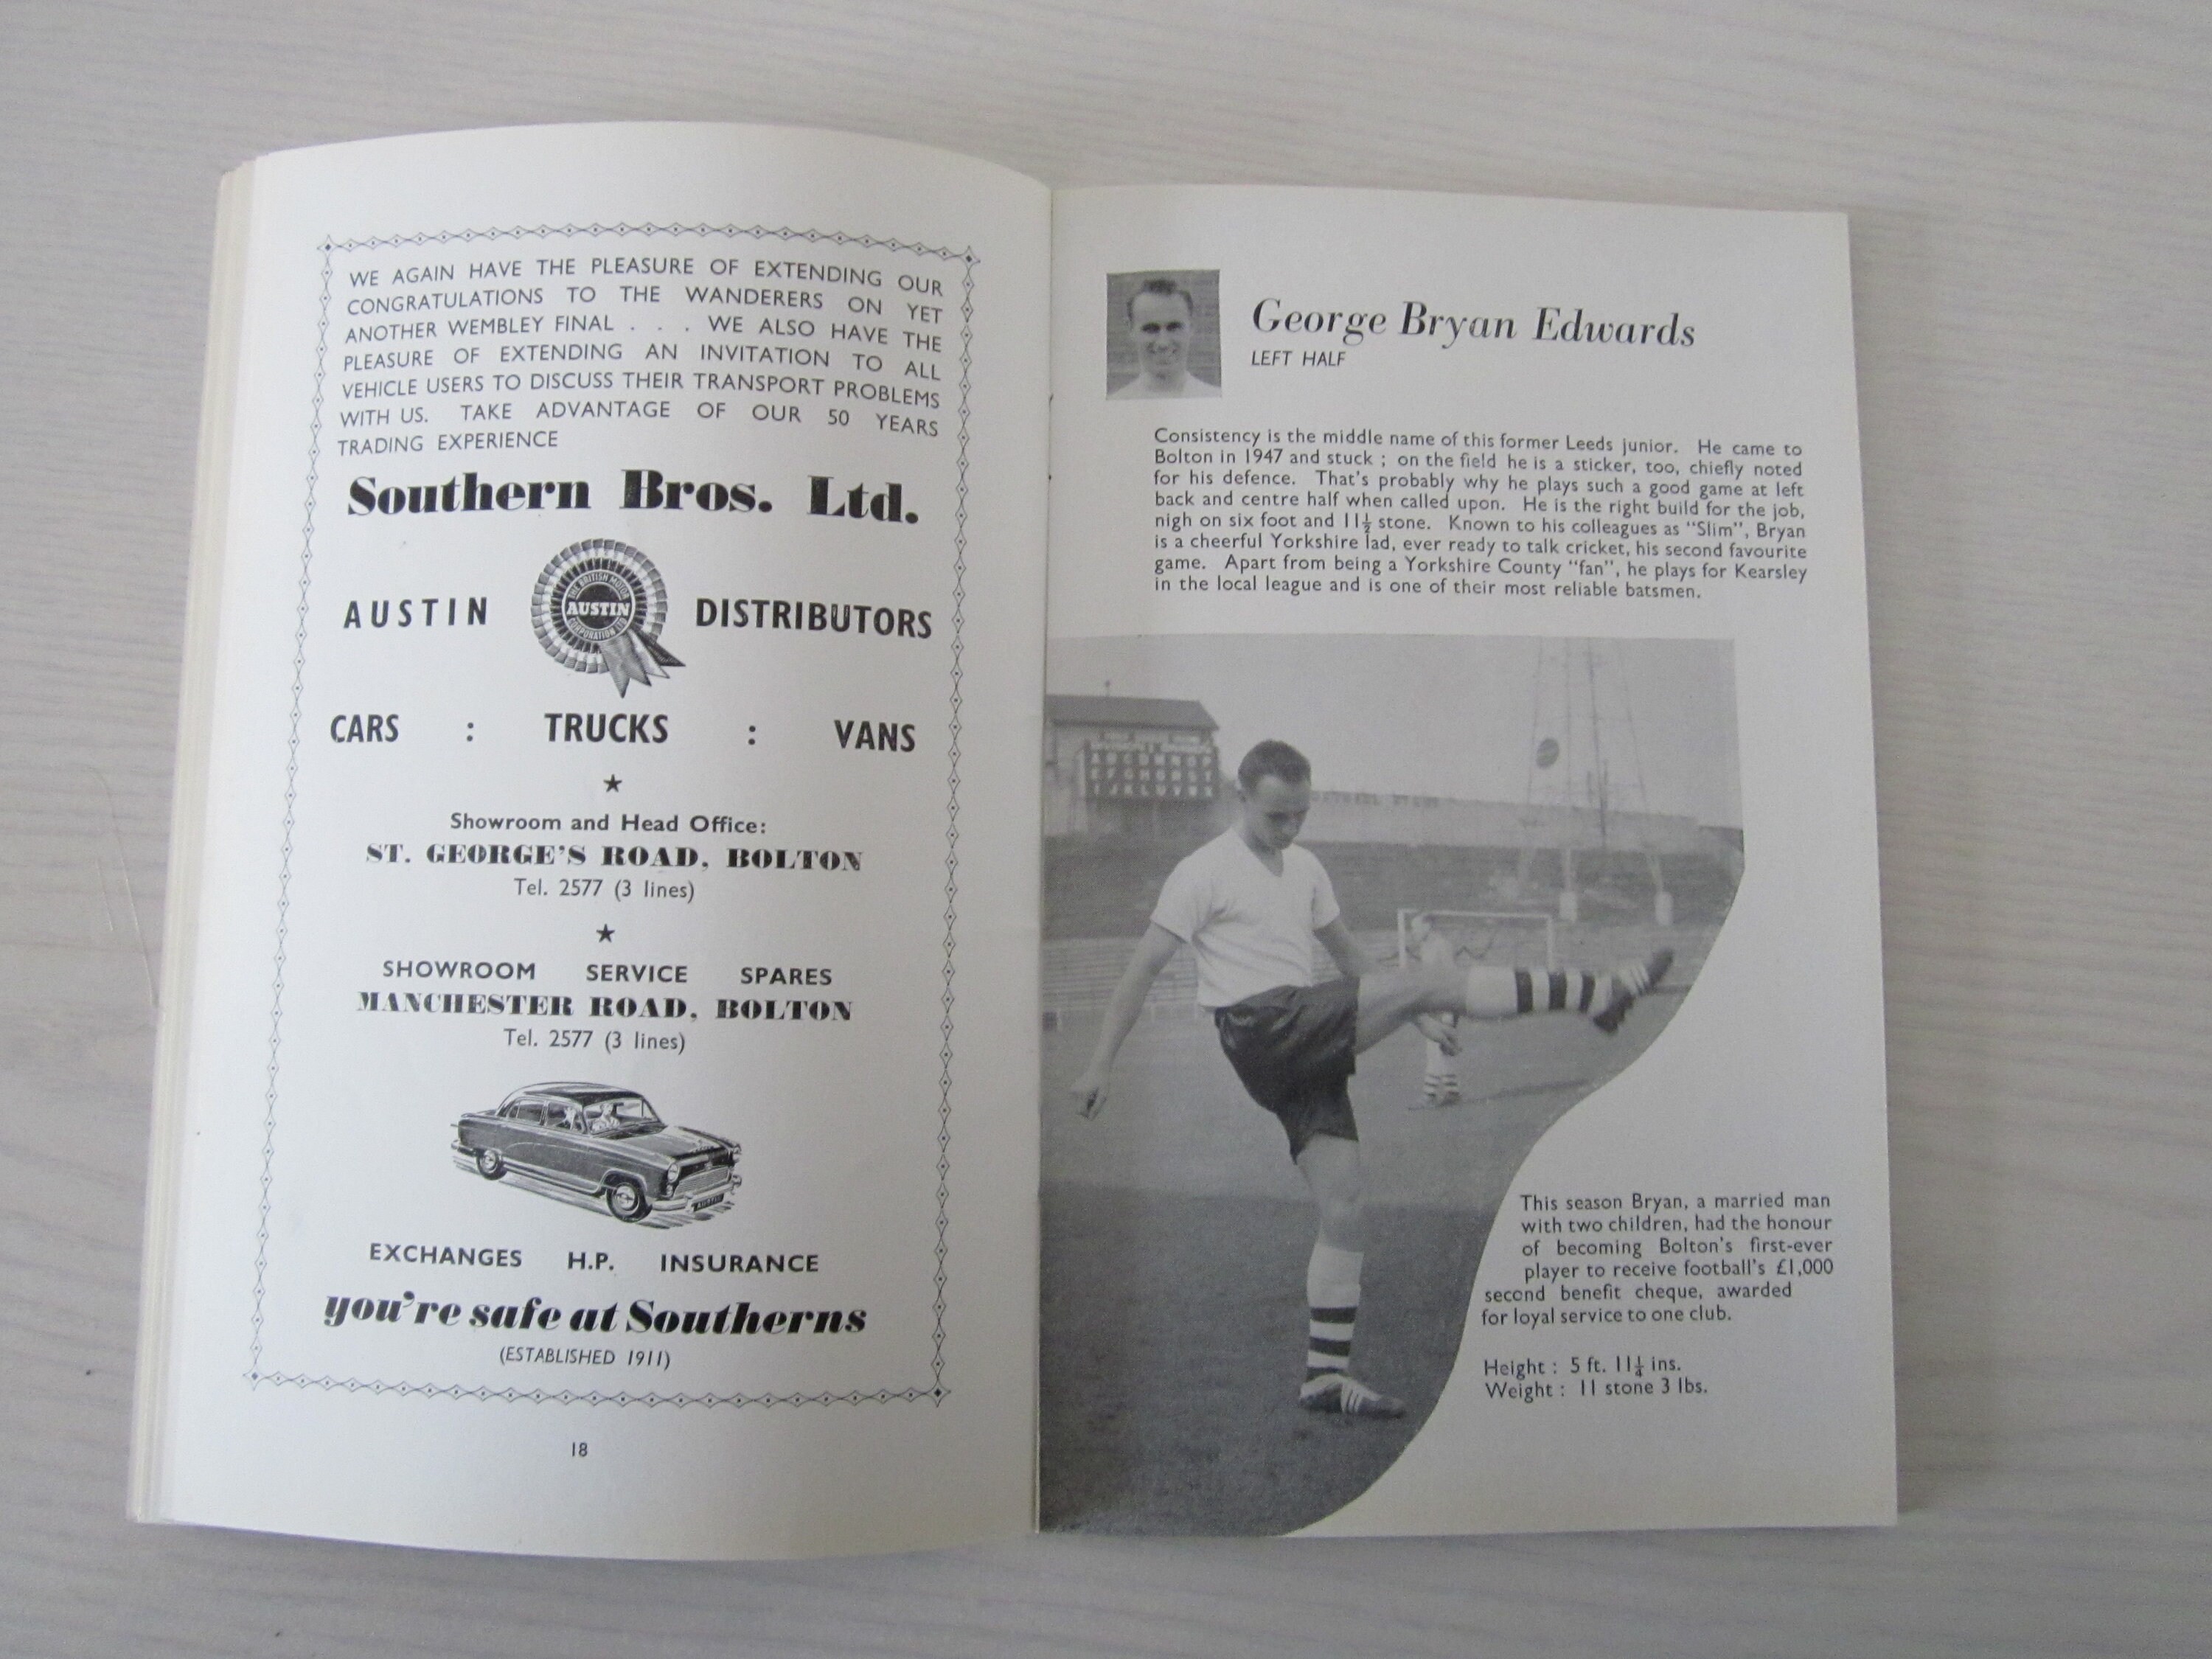 WE AGAIN HAVE THE PLEASURE OF EXTENDING OUR
CONGRATULATIONS TO THE WANDERERS ON YET
ANOTHER WEMBLEY FINAL . . . WE ALSO HAVE THE
PLEASURE OF EXTENDING AN INVITATION TO ALL
VEHICLE USERS TO DISCUSS THEIR TRANSPORT PROBLEMS
WITH US. TAKE ADVANTAGE OF OUR 50 YEARS
TRADING EXPERIENCE
Southern Bros. Ltd.
AUSTIN DISTRIBUTORS
THE BRITISH MOTOR
AUSTIN
CORPORATION LTD
CARS : TRUCKS : VANS
Showroom and Head Office:
ST. GEORGE'S ROAD, BOLTON
Tel. 2577 (3 lines)
SHOWROOM SERVICE SPARES
MANCHESTER ROAD, BOLTON
Tel. 2577 (3 lines)
EXCHANGES H.P. INSURANCE
you're safe at Southerns
(ESTABLISHED 1911)
18
George Bryan Edwards
LEFT HALF
Consistency is the middle name of this former Leeds junior. He came to
Bolton in 1947 and stuck ; on the field he is a sticker, too, chiefly noted
for his defence. That's probably why he plays such a good game at left
back and centre half when called upon. He is the right build for the job,
nigh on six foot and 11½ stone. Known to his colleagues as "Slim", Bryan
is a cheerful Yorkshire lad, ever ready to talk cricket, his second favourite
game. Apart from being a Yorkshire County "fan", he plays for Kearsley
in the local league and is one of their most reliable batsmen.
This season Bryan, a married man
with two children, had the honour
of becoming Bolton's first-ever
player to receive football's £1,000
second benefit cheque, awarded
for loyal service to one club.
Height : 5 ft. 11¼ ins.
Weight : 11 stone 3 lbs.